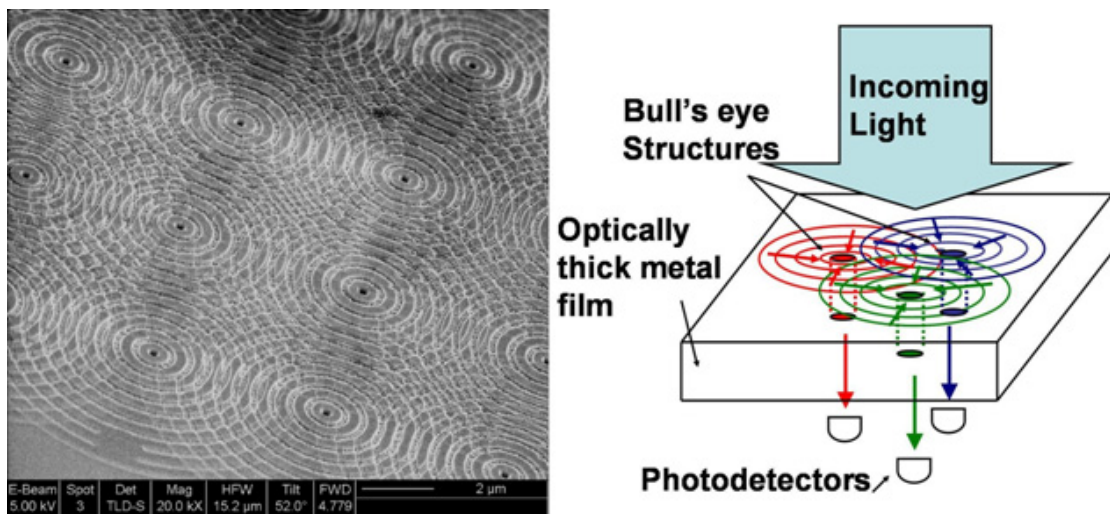 E-Beam Spot Det Mag HFW Tilt FWD 2 µm
5.00 kV 3 TLD-S 20.0 kX 15.2 µm 52.0° 4.779
Incoming
Light
Bull's eye
Structures
Optically
thick metal
film
Photodetectors